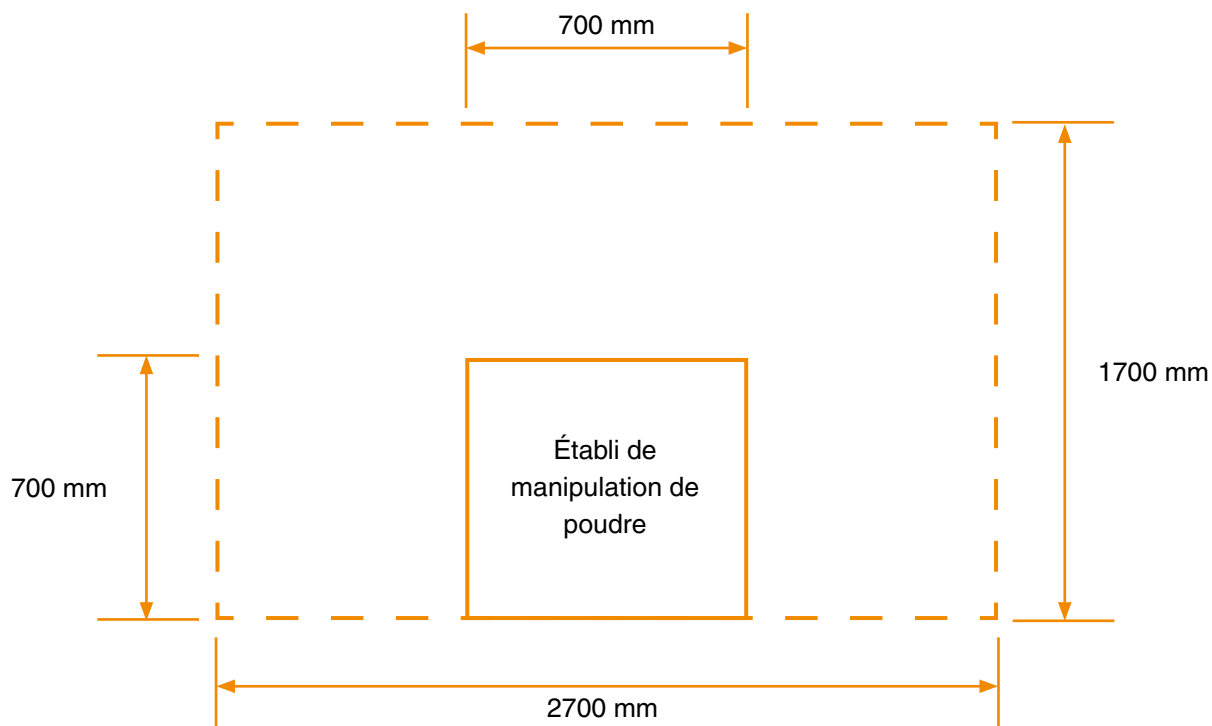 700 mm
1700 mm
Établi de
manipulation de
poudre
700 mm
2700 mm